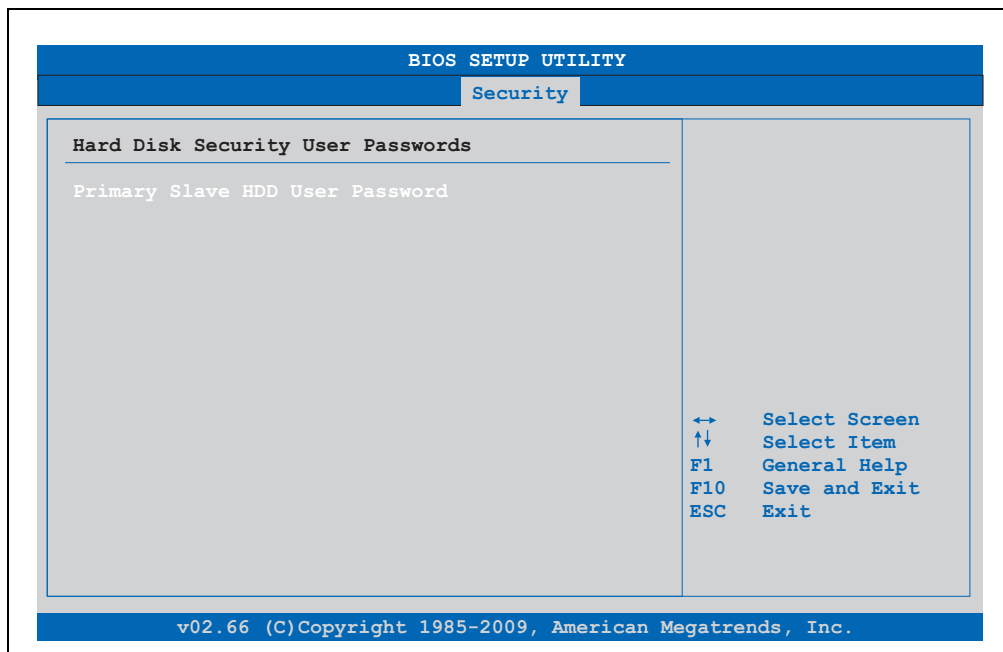 BIOS SETUP UTILITY
Security
Hard Disk Security User Passwords
Primary Slave HDD User Password
↔ Select Screen
↑↓ Select Item
F1 General Help
F10 Save and Exit
ESC Exit
v02.66 (C)Copyright 1985-2009, American Megatrends, Inc.